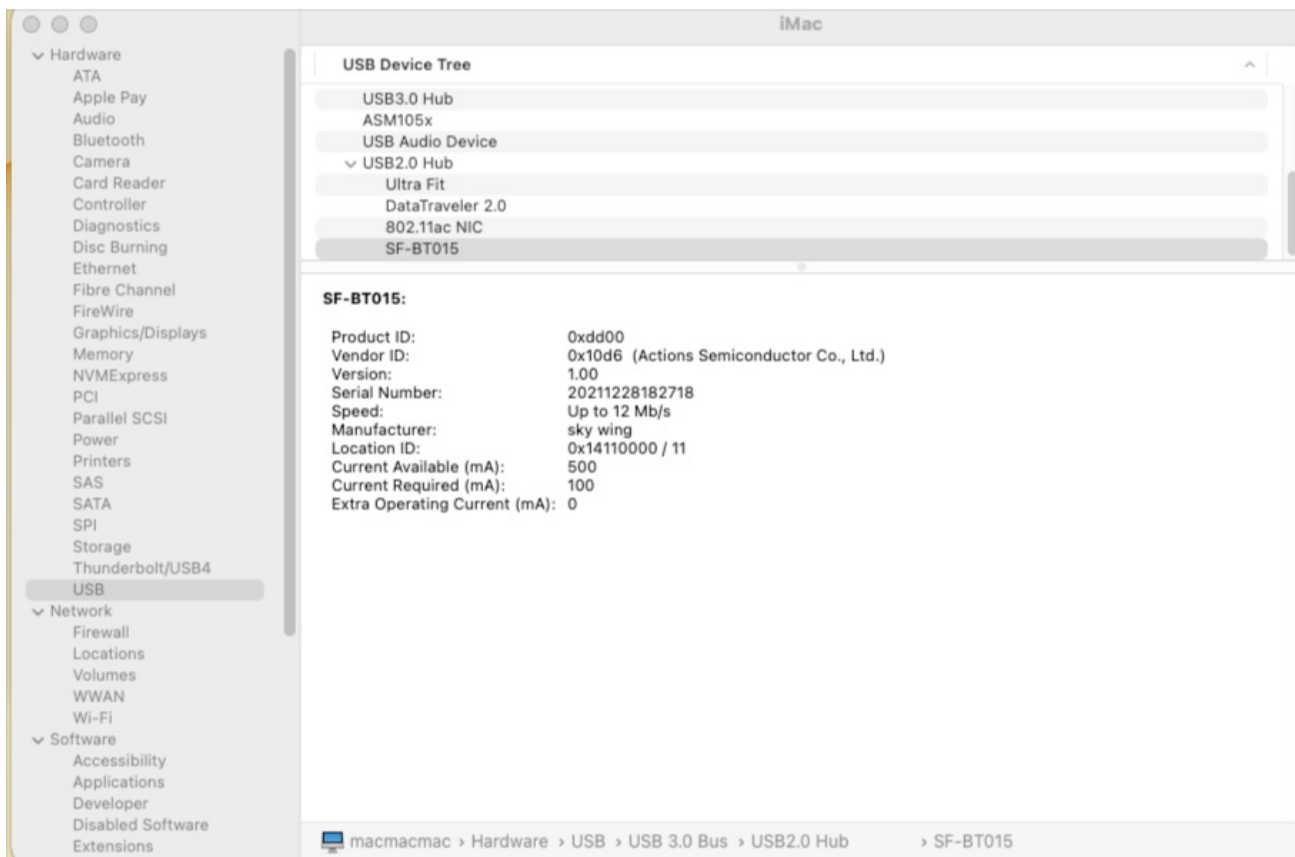 iMac
Hardware
ATA
Apple Pay
Audio
Bluetooth
Camera
Card Reader
Controller
Diagnostics
Disc Burning
Ethernet
Fibre Channel
FireWire
Graphics/Displays
Memory
NVMExpress
PCI
Parallel SCSI
Power
Printers
SAS
SATA
SPI
Storage
Thunderbolt/USB4
USB
Network
Firewall
Locations
Volumes
WWAN
Wi-Fi
Software
Accessibility
Applications
Developer
Disabled Software
Extensions
USB Device Tree
USB3.0 Hub
ASM105x
USB Audio Device
USB2.0 Hub
Ultra Fit
DataTraveler 2.0
802.11ac NIC
SF-BT015
SF-BT015:
Product ID: 0xdd00
Vendor ID: 0x10d6 (Actions Semiconductor Co., Ltd.)
Version: 1.00
Serial Number: 20211228182718
Speed: Up to 12 Mb/s
Manufacturer: sky wing
Location ID: 0x14110000 / 11
Current Available (mA): 500
Current Required (mA): 100
Extra Operating Current (mA): 0
macmacmac › Hardware › USB › USB 3.0 Bus › USB2.0 Hub › SF-BT015